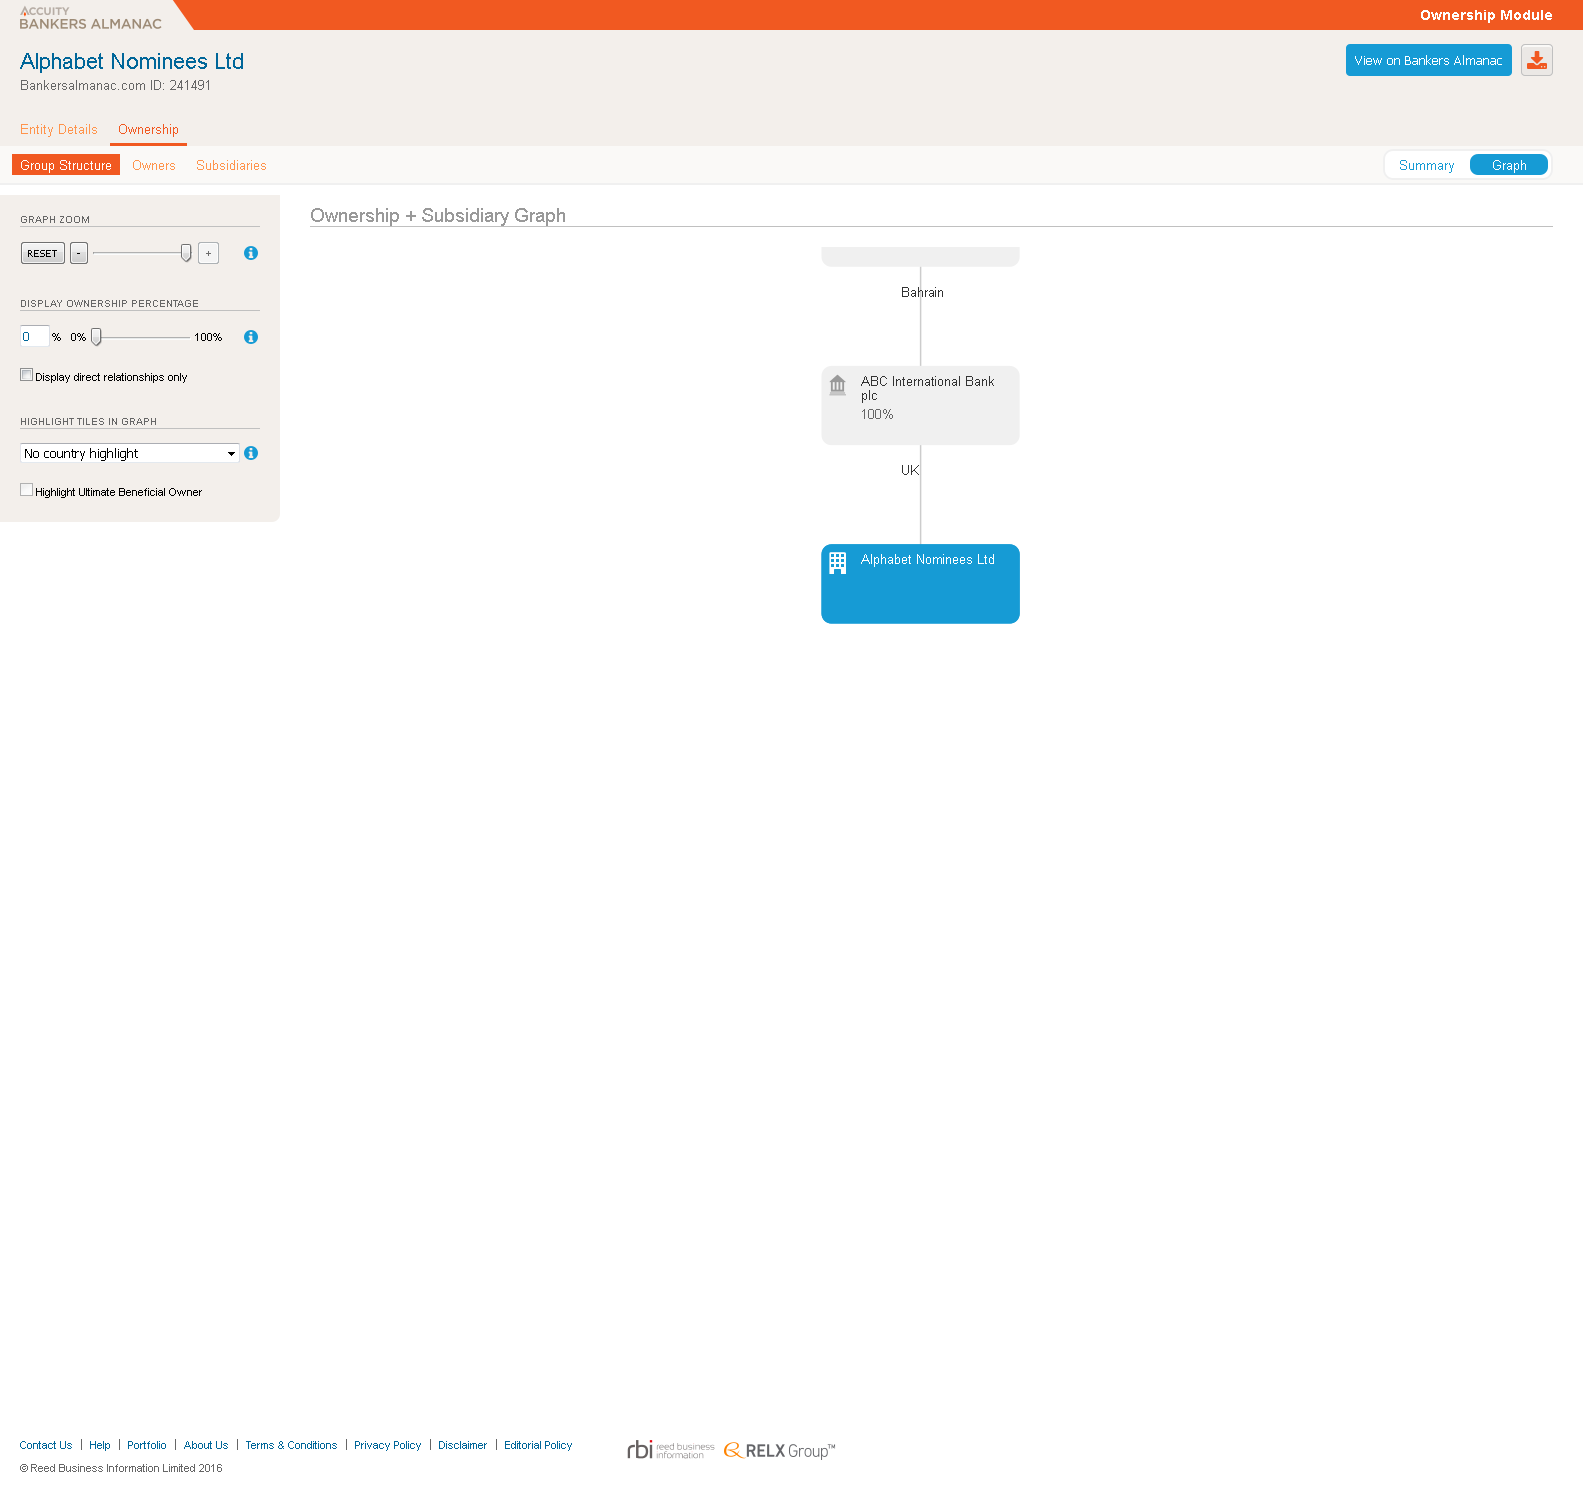 ACCUITY
BANKERS ALMANAC
Ownership Module
Alphabet Nominees Ltd
View on Bankers Almanac
Bankersalmanac.com ID: 241491
Entity Details Ownership
Group Structure Owners Subsidiaries
Summary Graph
GRAPH ZOOM
RESET - +
DISPLAY OWNERSHIP PERCENTAGE
0 % 0% 100%
Display direct relationships only
HIGHLIGHT TILES IN GRAPH
No country highlight
Highlight Ultimate Beneficial Owner
Ownership + Subsidiary Graph
Bahrain
ABC International Bank
plc
100%
UK
Alphabet Nominees Ltd
Contact Us | Help | Portfolio | About Us | Terms & Conditions | Privacy Policy | Disclaimer | Editorial Policy
© Reed Business Information Limited 2016
rbi reed business
information
RELX Group™